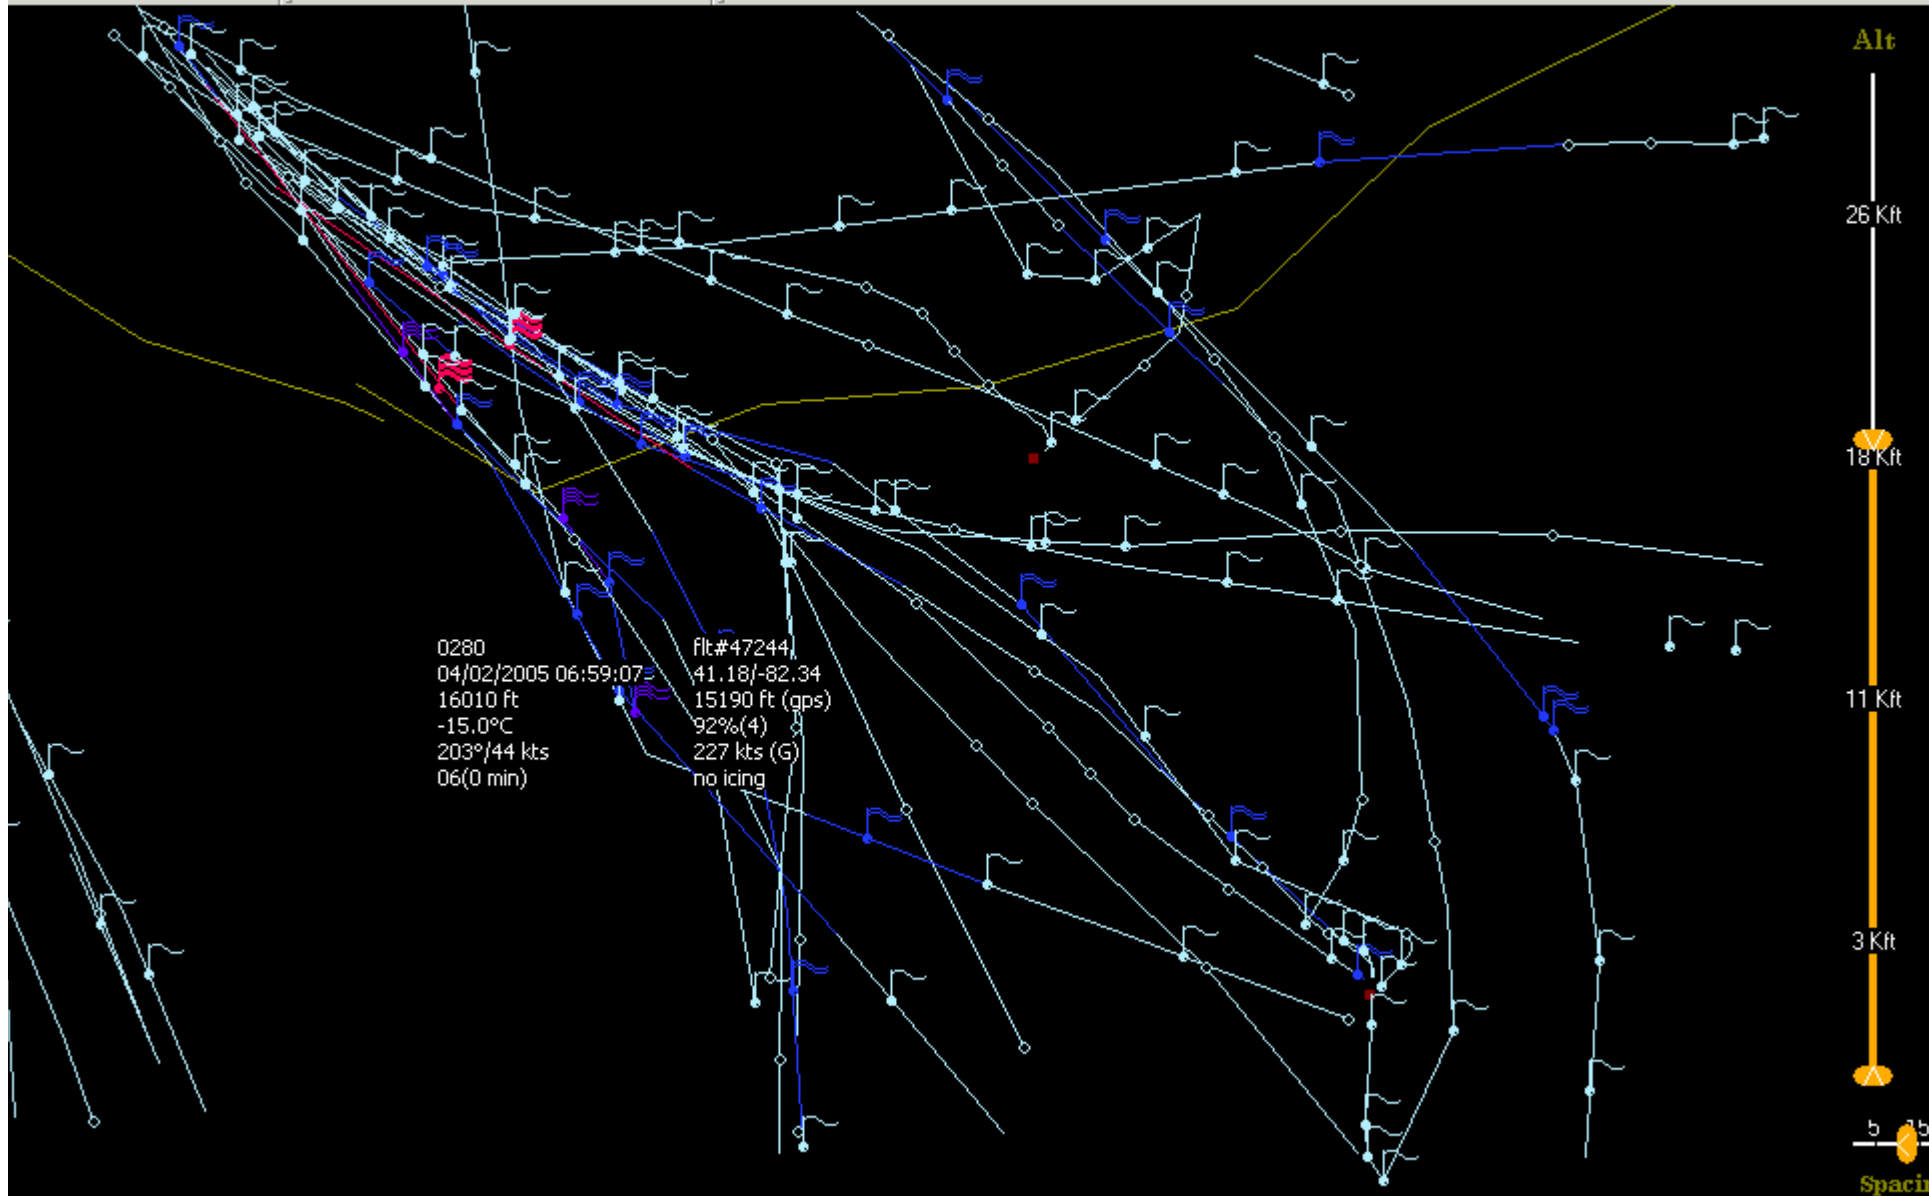 Alt
26 Kft
18 Kft
0280 flt#47244
04/02/2005 06:59:07 41.18/-82.34
16010 ft 15190 ft (gps)
-15.0°C 92%(4)
203°/44 kts 227 kts (G)
06(0 min) no icing
11 Kft
3 Kft
5 15
Spacin